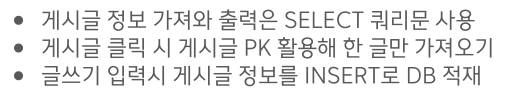 • 게시글 정보 가져와 출력은 SELECT 쿼리문 사용
• 게시글 클릭 시 게시글 PK 활용해 한 글만 가져오기
• 글쓰기 입력시 게시글 정보를 INSERT로 DB 적재